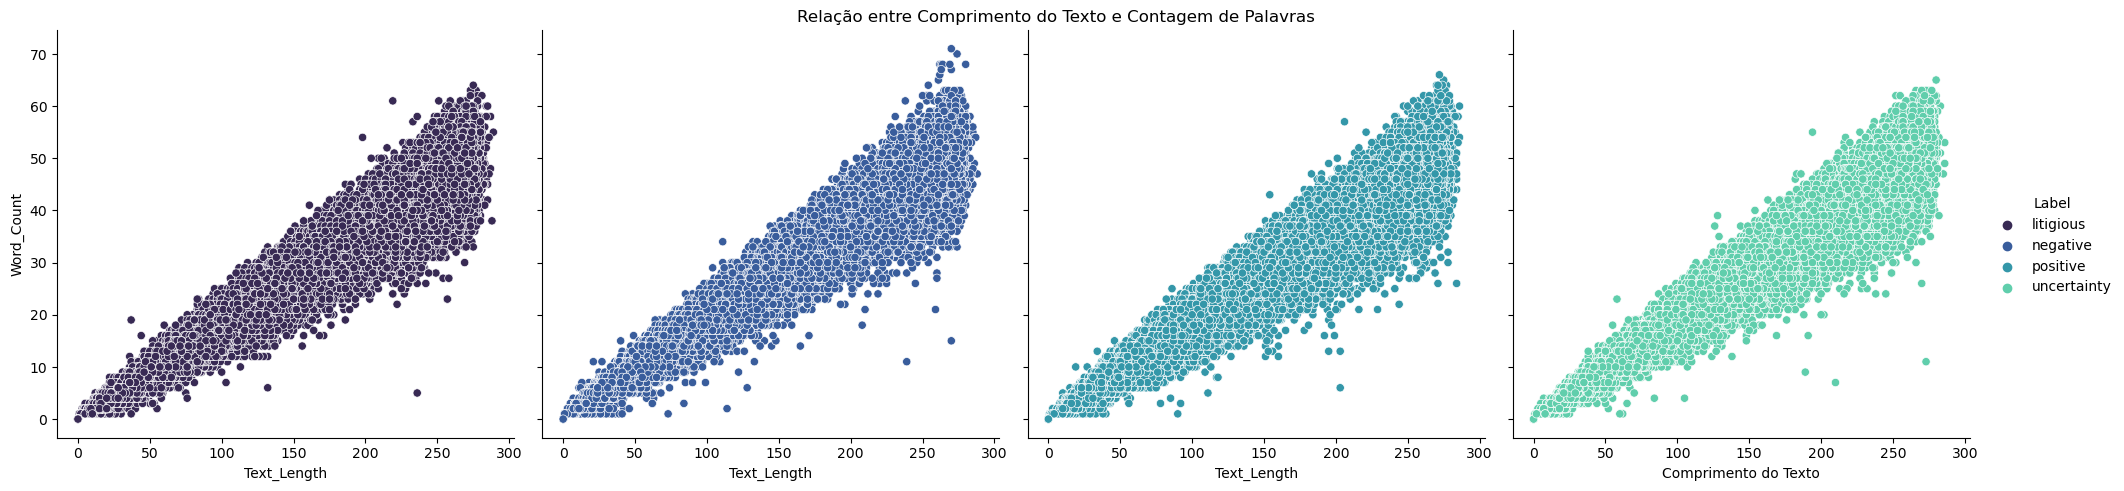 Relação entre Comprimento do Texto e Contagem de Palavras
Word_Count
70
60
50
40
30
20
10
0
0 50 100 150 200 250 300
Text_Length
0 50 100 150 200 250 300
Text_Length
0 50 100 150 200 250 300
Text_Length
0 50 100 150 200 250 300
Comprimento do Texto
Label
litigious
negative
positive
uncertainty